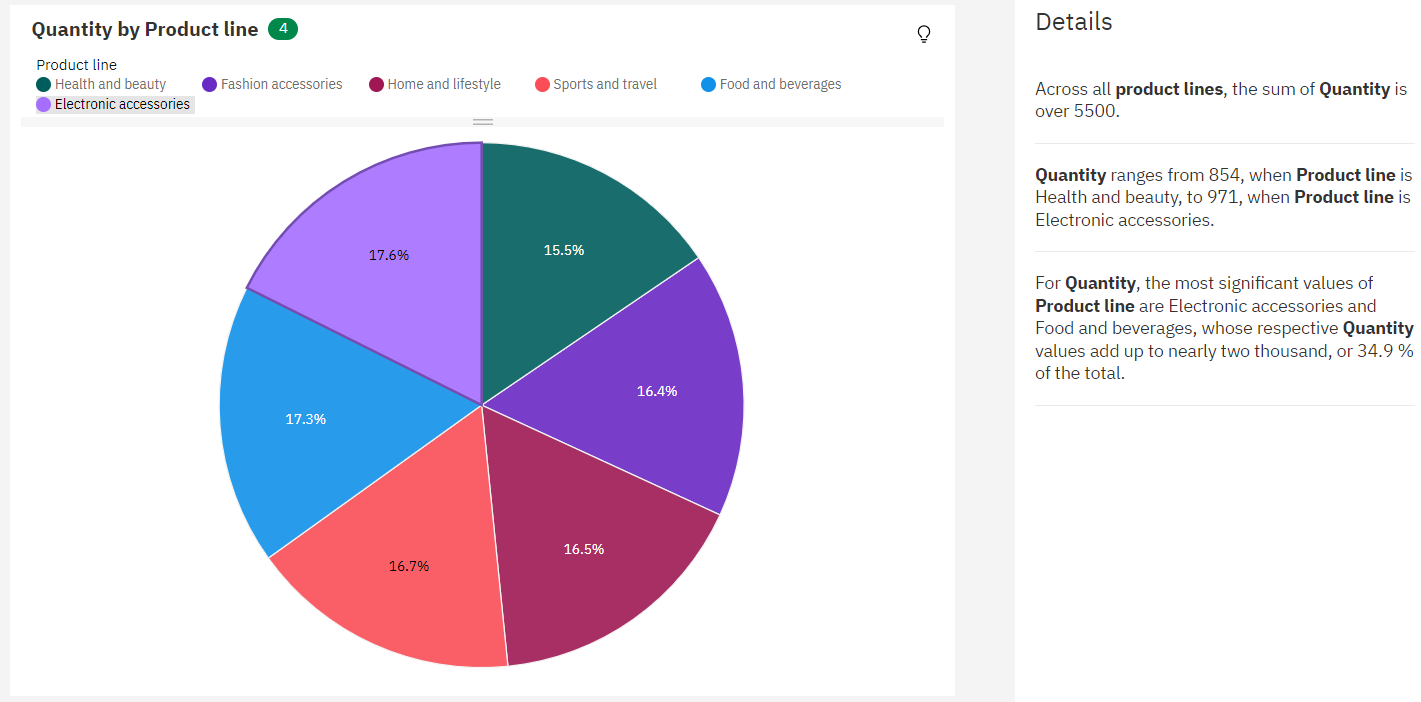 Quantity by Product line 4
Product line
Health and beauty Fashion accessories Home and lifestyle Sports and travel Food and beverages
Electronic accessories
17.6%
15.5%
16.4%
17.3%
16.5%
16.7%
Details
Across all product lines, the sum of Quantity is
over 5500.
Quantity ranges from 854, when Product line is
Health and beauty, to 971, when Product line is
Electronic accessories.
For Quantity, the most significant values of
Product line are Electronic accessories and
Food and beverages, whose respective Quantity
values add up to nearly two thousand, or 34.9 %
of the total.